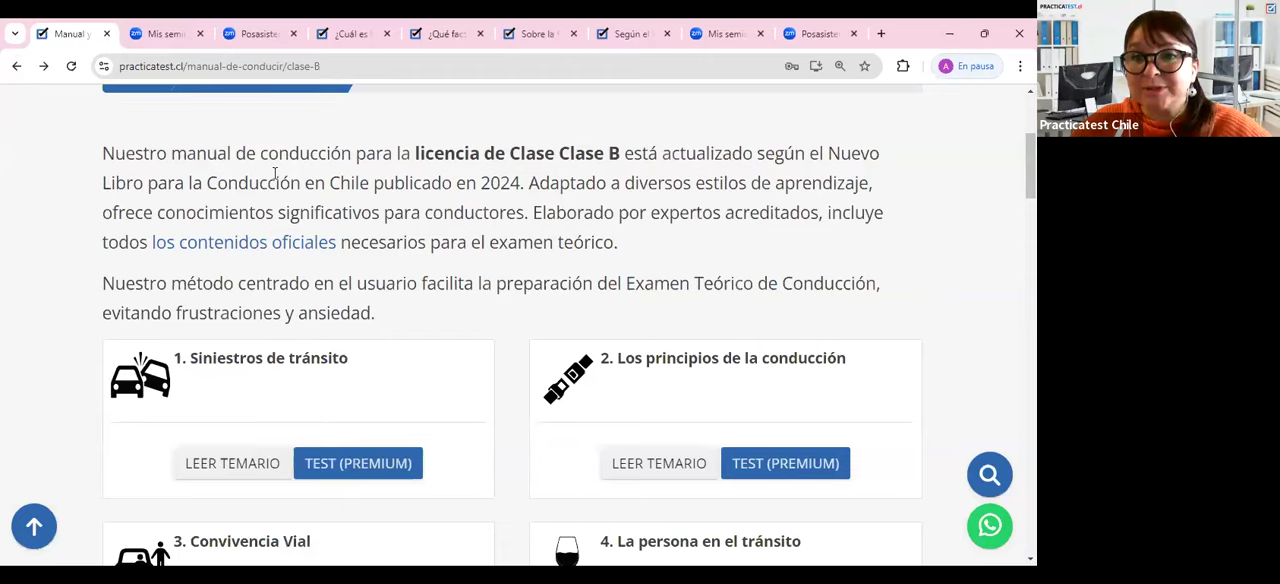 Manual y
Mis semi
Posasiste
¿Cuál es
¿Qué fac
Sobre la
Según el
Mis semi
Posasiste
PRACTICATEST.cl
practicatest.cl/manual-de-conducir/clase-B
A
En pausa
Practicatest Chile
Nuestro manual de conducción para la licencia de Clase Clase B está actualizado según el Nuevo
Libro para la Conducción en Chile publicado en 2024. Adaptado a diversos estilos de aprendizaje,
ofrece conocimientos significativos para conductores. Elaborado por expertos acreditados, incluye
todos los contenidos oficiales necesarios para el examen teórico.
Nuestro método centrado en el usuario facilita la preparación del Examen Teórico de Conducción,
evitando frustraciones y ansiedad.
1. Siniestros de tránsito
2. Los principios de la conducción
LEER TEMARIO
TEST (PREMIUM)
LEER TEMARIO
TEST (PREMIUM)
3. Convivencia Vial
4. La persona en el tránsito